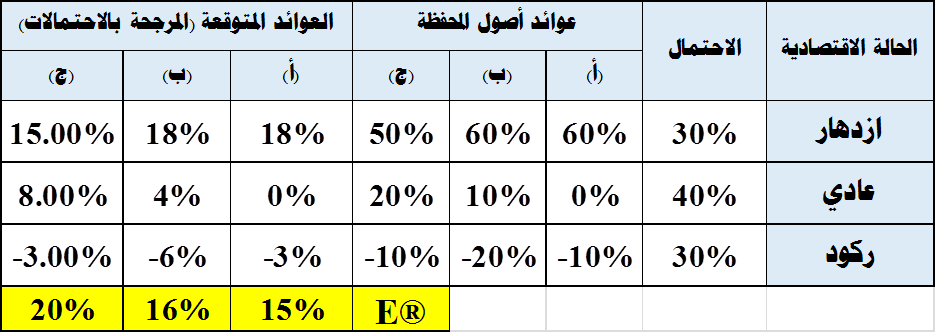 الحالة الاقتصادية الاحتمال عوائد أصول المحفظة العوائد المتوقعة (المرجحة بالاحتمالات)
(أ) (ب) (ج) (أ) (ب) (ج)
ازدهار 30% 60% 60% 50% 18% 18% 15.00%
عادي 40% 0% 10% 20% 0% 4% 8.00%
ركود 30% -10% -20% -10% -3% -6% -3.00%
E® 15% 16% 20%